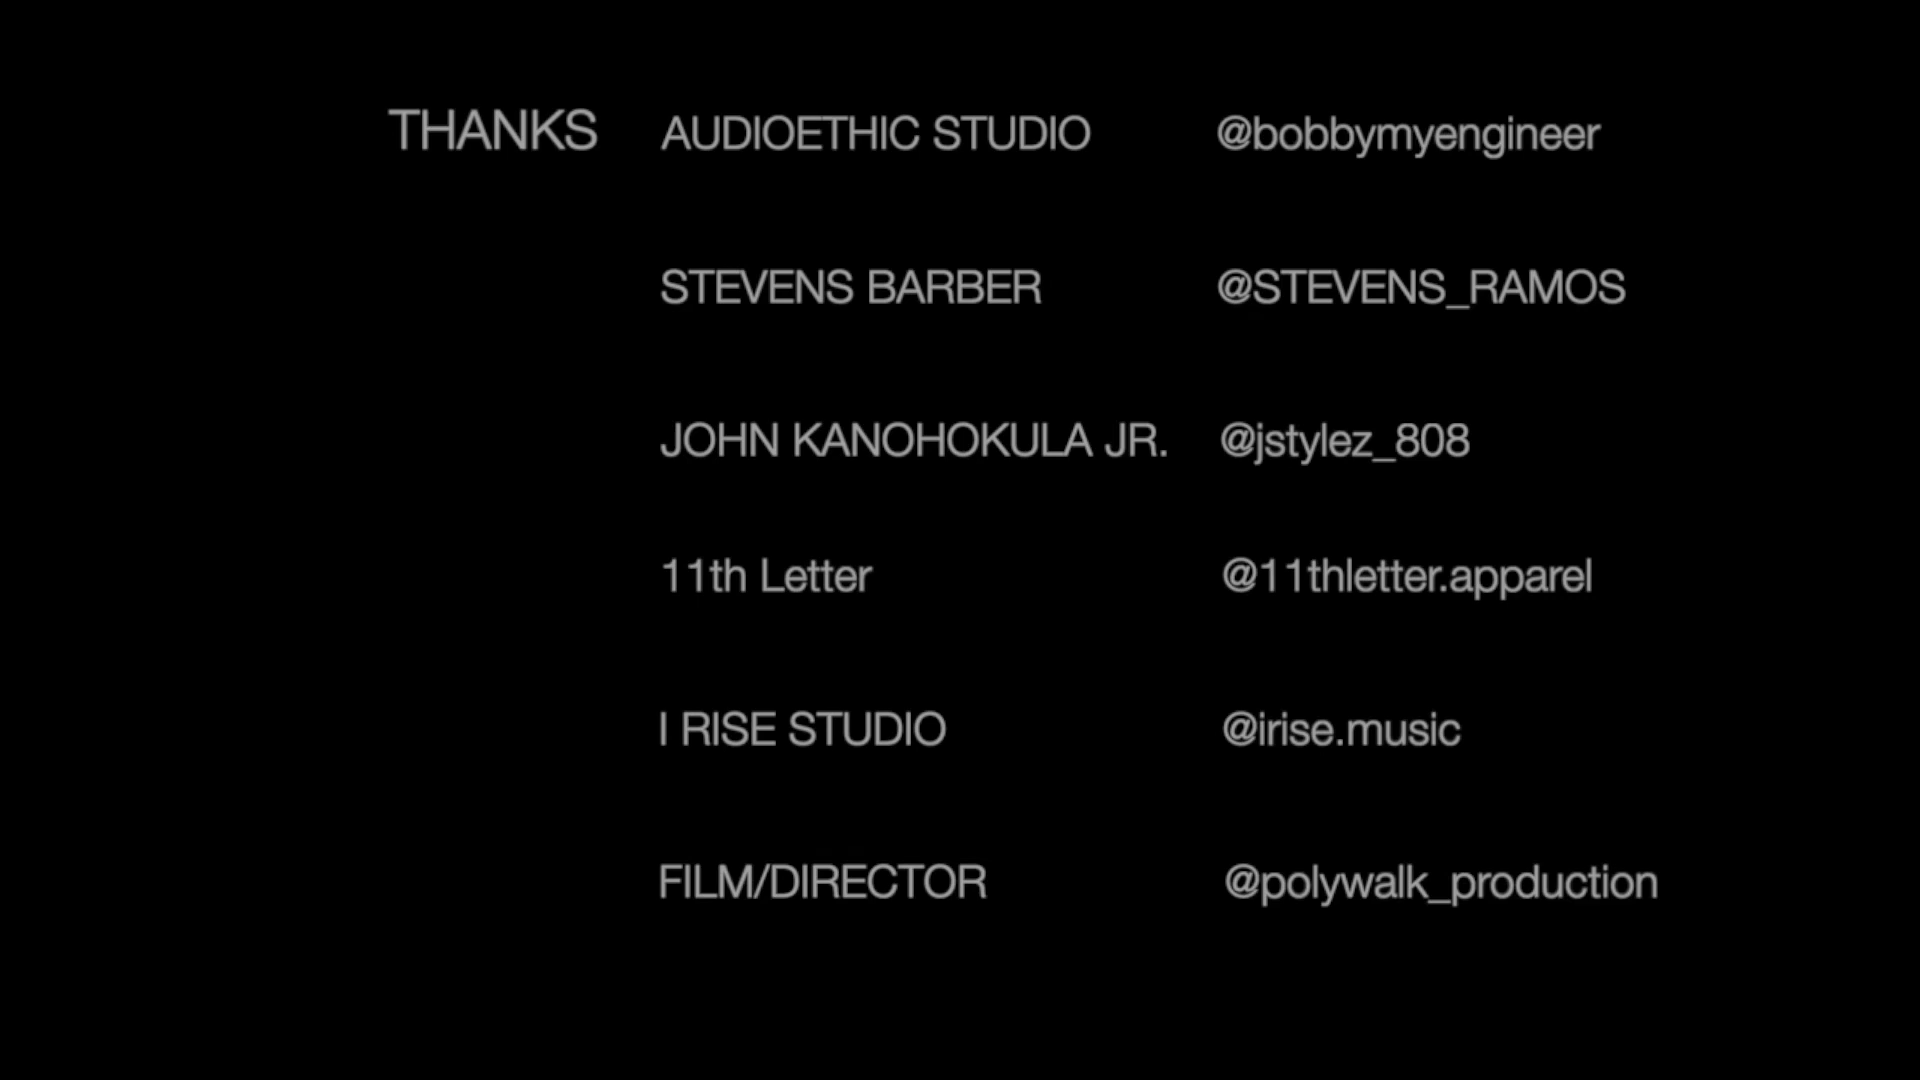 THANKS AUDIOETHIC STUDIO @bobbymyengineer
STEVENS BARBER @STEVENS_RAMOS
JOHN KANOHOKULA JR. @jstylez_808
11th Letter @11thletter.apparel
I RISE STUDIO @irise.music
FILM/DIRECTOR @polywalk_production